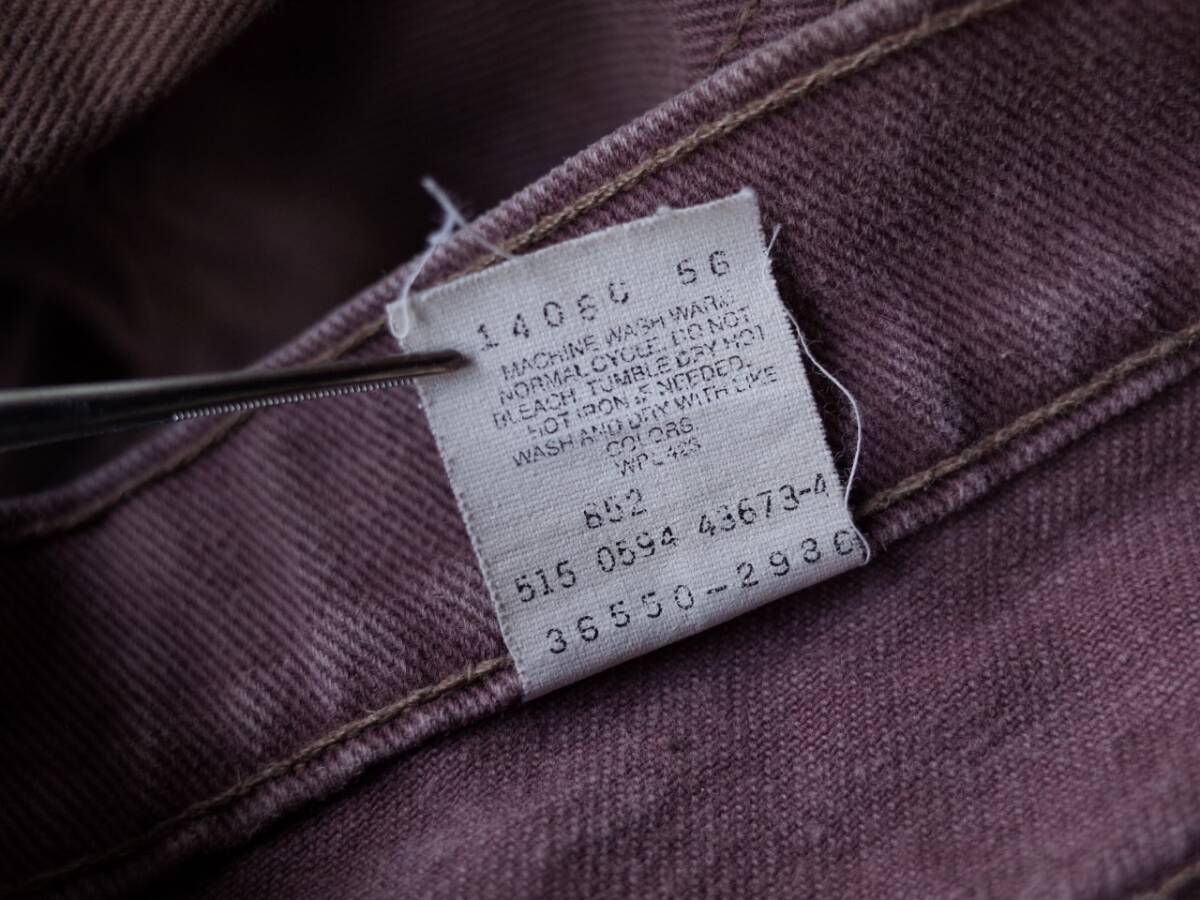 14080 56
MACHINE WASH WARM
NORMAL CYCLE. DO NOT
BLEACH. TUMBLE DRY HOT
HOT IRON IF NEEDED.
WASH AND DRY WITH LIKE
COLORS
WPL 423
852
515 0594 43673-4
36550-2936